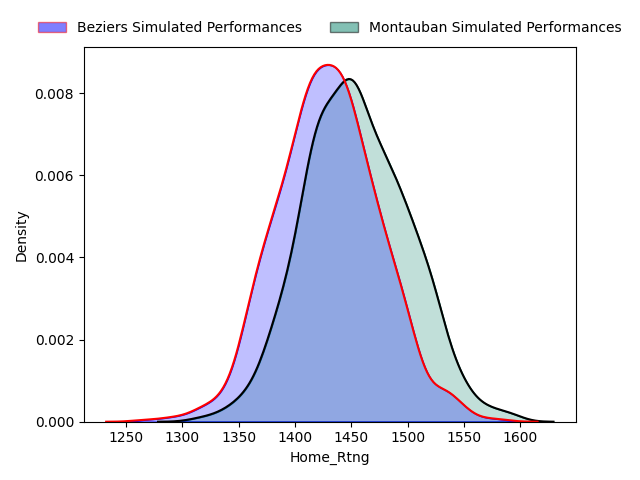 Beziers Simulated Performances Montauban Simulated Performances
Density
0.008
0.006
0.004
0.002
0.000
1250 1300 1350 1400 1450 1500 1550 1600
Home_Rtng